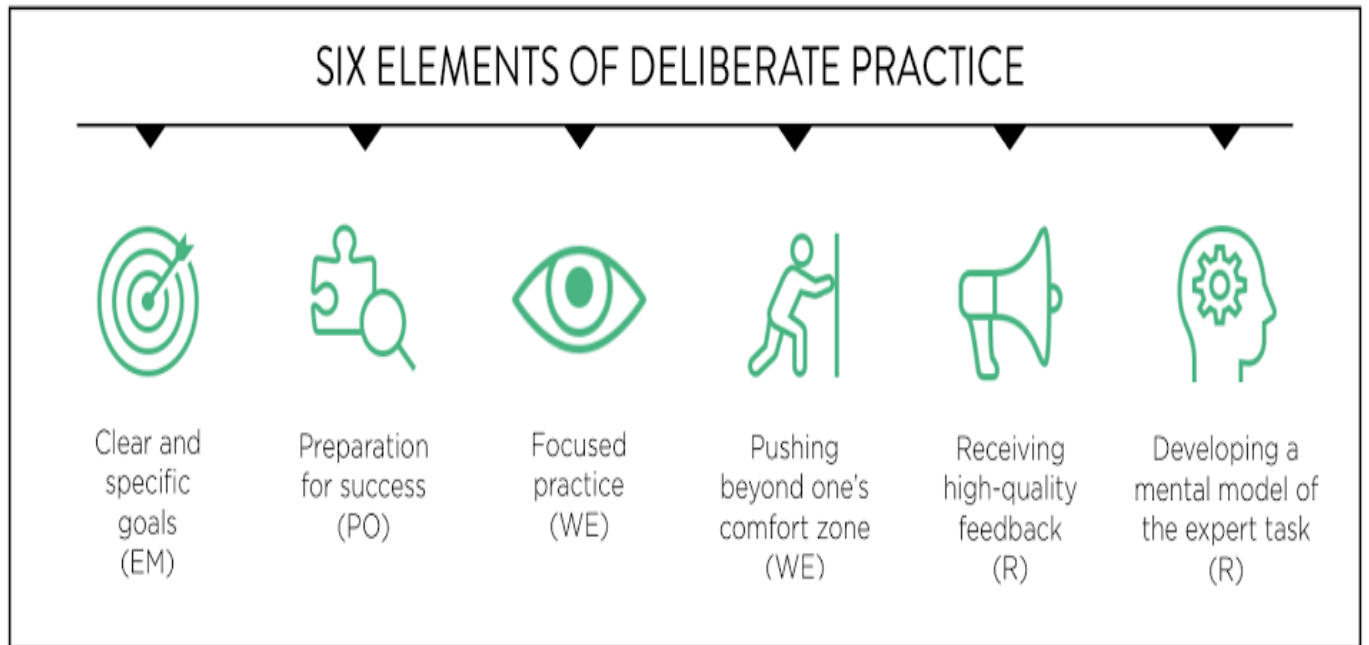 SIX ELEMENTS OF DELIBERATE PRACTICE
Clear and
specific
goals
(EM)
Preparation
for success
(PO)
Focused
practice
(WE)
Pushing
beyond one's
comfort zone
(WE)
Receiving
high-quality
feedback
(R)
Developing a
mental model of
the expert task
(R)